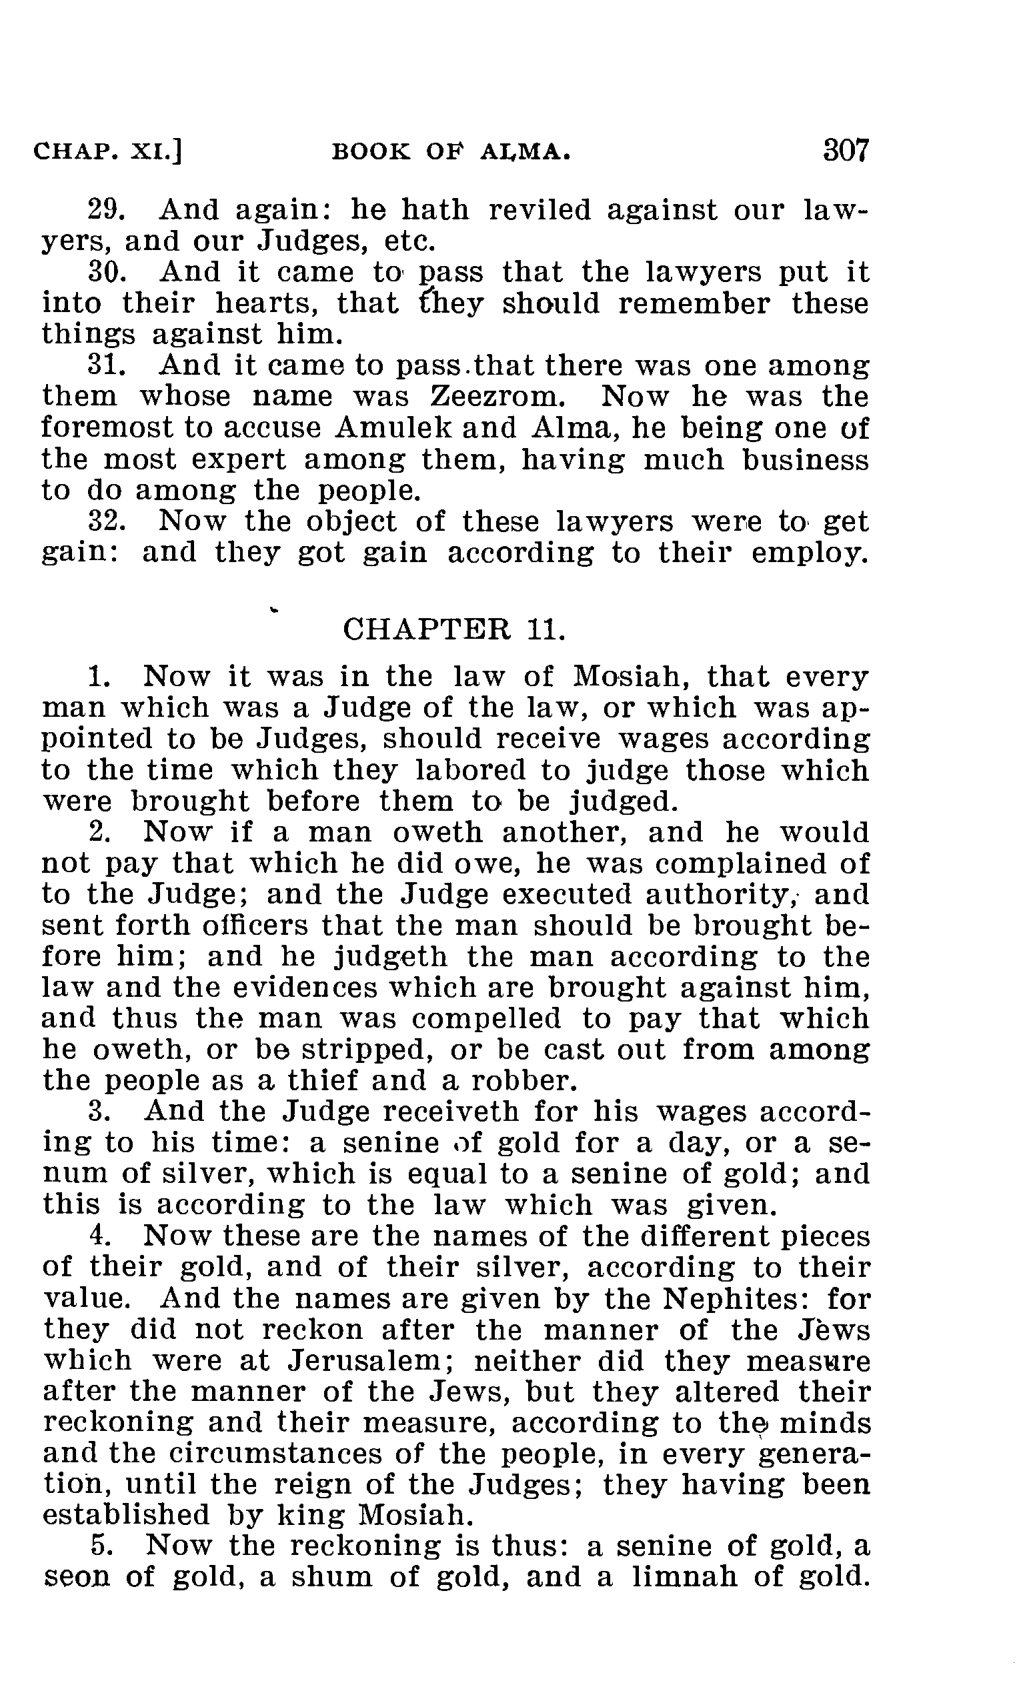 CHAP. XI.] BOOK OF ALMA. 307
29. And again: he hath reviled against our law-
yers, and our Judges, etc.
30. And it came to pass that the lawyers put it
into their hearts, that they should remember these
things against him.
31. And it came to pass that there was one among
them whose name was Zeezrom. Now he was the
foremost to accuse Amulek and Alma, he being one of
the most expert among them, having much business
to do among the people.
32. Now the object of these lawyers were to get
gain: and they got gain according to their employ.
CHAPTER 11.
1. Now it was in the law of Mosiah, that every
man which was a Judge of the law, or which was ap-
pointed to be Judges, should receive wages according
to the time which they labored to judge those which
were brought before them to be judged.
2. Now if a man oweth another, and he would
not pay that which he did owe, he was complained of
to the Judge; and the Judge executed authority, and
sent forth officers that the man should be brought be-
fore him; and he judgeth the man according to the
law and the evidences which are brought against him,
and thus the man was compelled to pay that which
he oweth, or be stripped, or be cast out from among
the people as a thief and a robber.
3. And the Judge receiveth for his wages accord-
ing to his time: a senine of gold for a day, or a se-
num of silver, which is equal to a senine of gold; and
this is according to the law which was given.
4. Now these are the names of the different pieces
of their gold, and of their silver, according to their
value. And the names are given by the Nephites: for
they did not reckon after the manner of the Jews
which were at Jerusalem; neither did they measure
after the manner of the Jews, but they altered their
reckoning and their measure, according to the minds
and the circumstances of the people, in every genera-
tion, until the reign of the Judges; they having been
established by king Mosiah.
5. Now the reckoning is thus: a senine of gold, a
seon of gold, a shum of gold, and a limnah of gold.